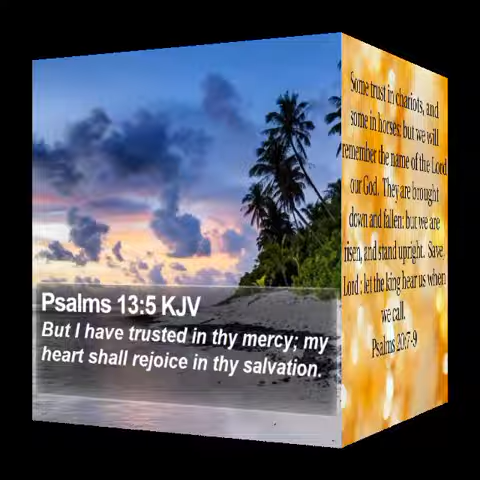 Psalms 13:5 KJV
But I have trusted in thy mercy; my
heart shall rejoice in thy salvation.
Some trust in chariots, and
some in horses: but we will
remember the name of the Lord
our God. They are brought
down and fallen: but we are
risen, and stand upright. Save,
Lord: let the king hear us when
we call.
Psalms 20:7-9